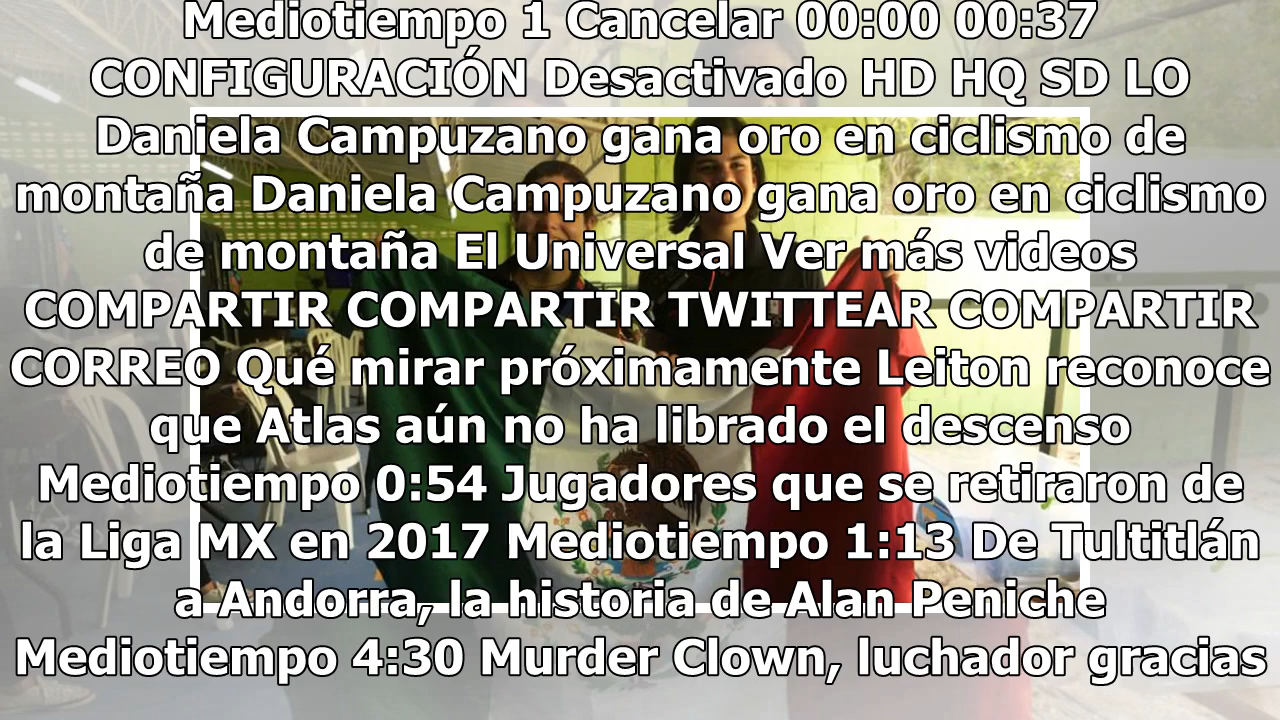 Mediotiempo 1 Cancelar 00:00 00:37
CONFIGURACIÓN Desactivado HD HQ SD LO
Daniela Campuzano gana oro en ciclismo de
montaña Daniela Campuzano gana oro en ciclismo
de montaña El Universal Ver más videos
COMPARTIR COMPARTIR TWITTEAR COMPARTIR
CORREO Qué mirar próximamente Leiton reconoce
que Atlas aún no ha librado el descenso
Mediotiempo 0:54 Jugadores que se retiraron de
la Liga MX en 2017 Mediotiempo 1:13 De Tultitlán
a Andorra, la historia de Alan Peniche
Mediotiempo 4:30 Murder Clown, luchador gracias